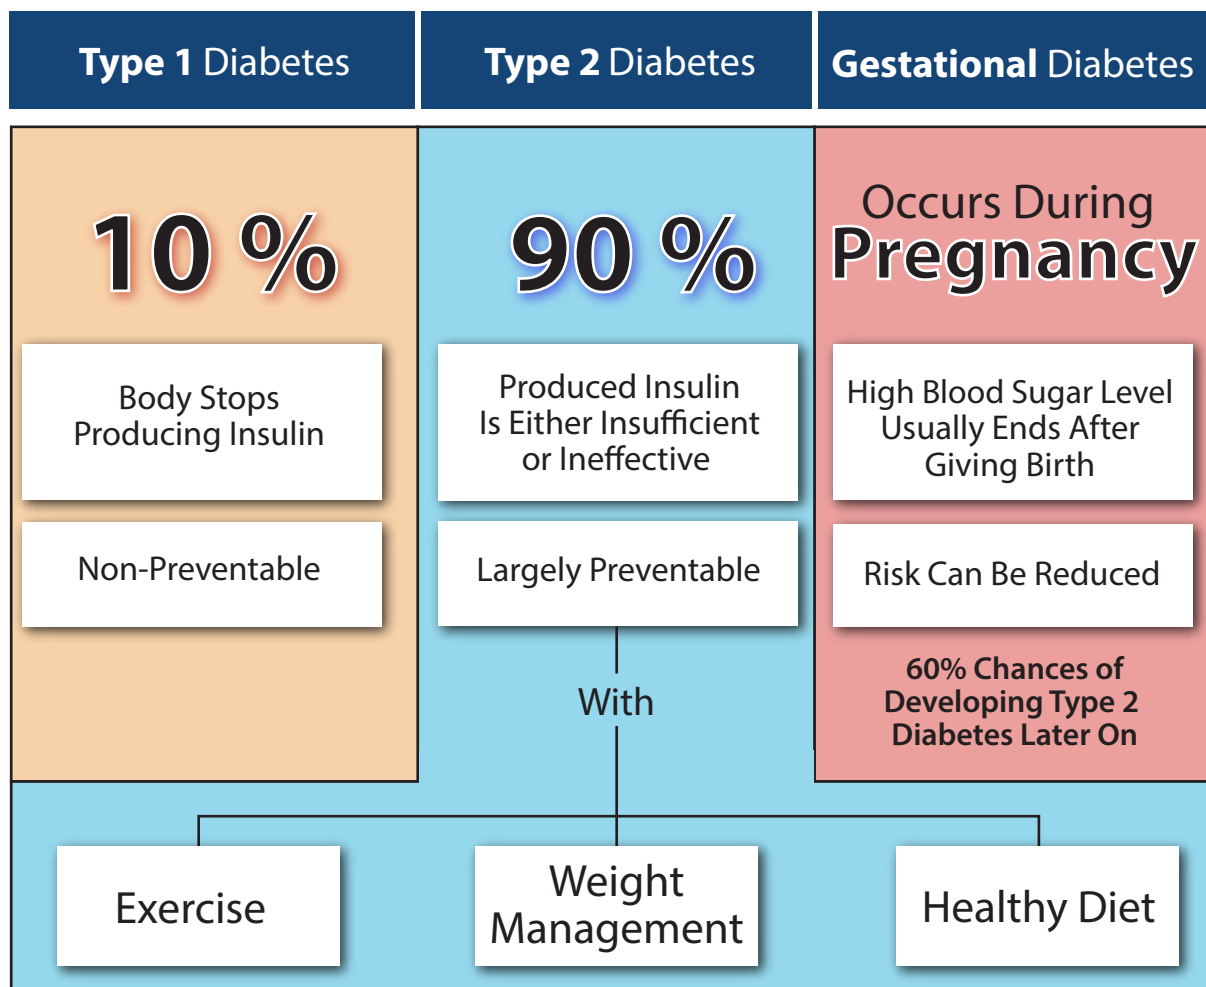 Type 1 Diabetes
Type 2 Diabetes
Gestational Diabetes
10 %
Body Stops
Producing Insulin
Non-Preventable
90 %
Produced Insulin
Is Either Insufficient
or Ineffective
Largely Preventable
With
Occurs During
Pregnancy
High Blood Sugar Level
Usually Ends After
Giving Birth
Risk Can Be Reduced
60% Chances of
Developing Type 2
Diabetes Later On
Exercise
Weight
Management
Healthy Diet